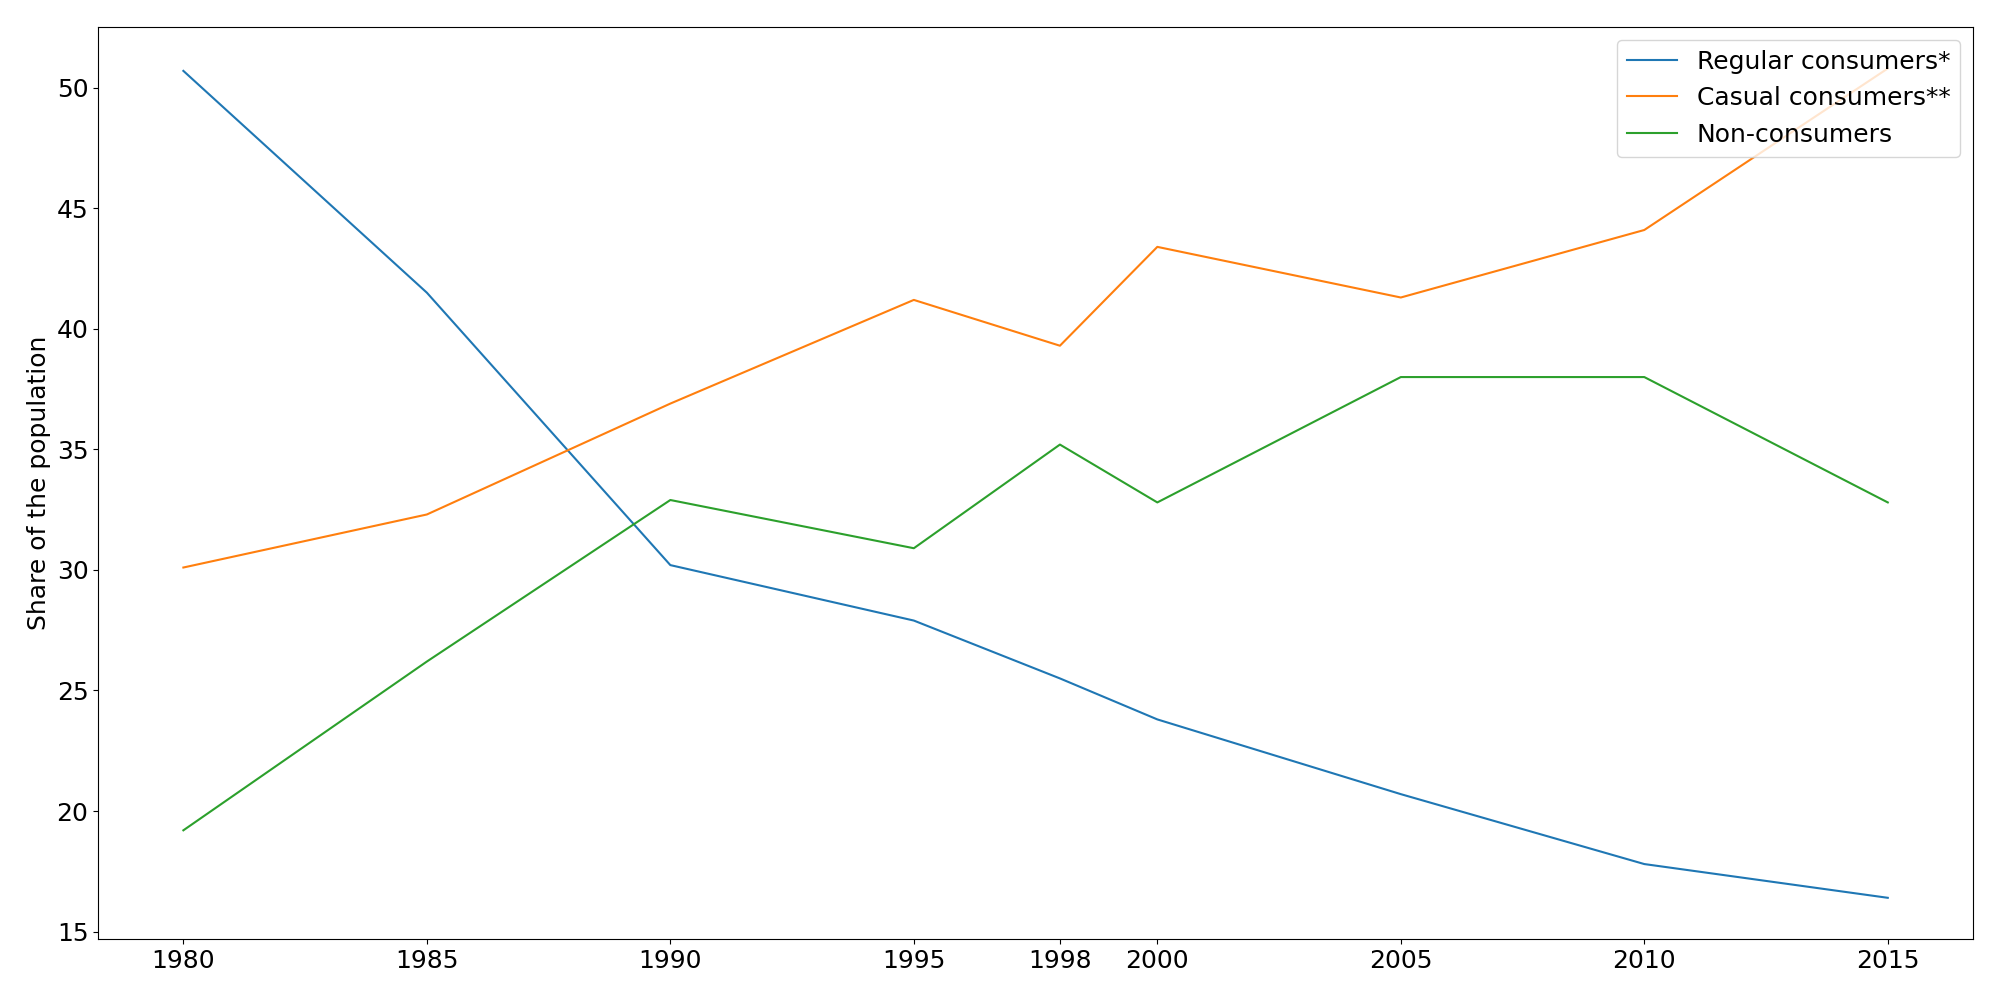 Regular consumers*
Casual consumers**
Non-consumers
Share of the population
50
45
40
35
30
25
20
15
1980 1985 1990 1995 1998 2000 2005 2010 2015